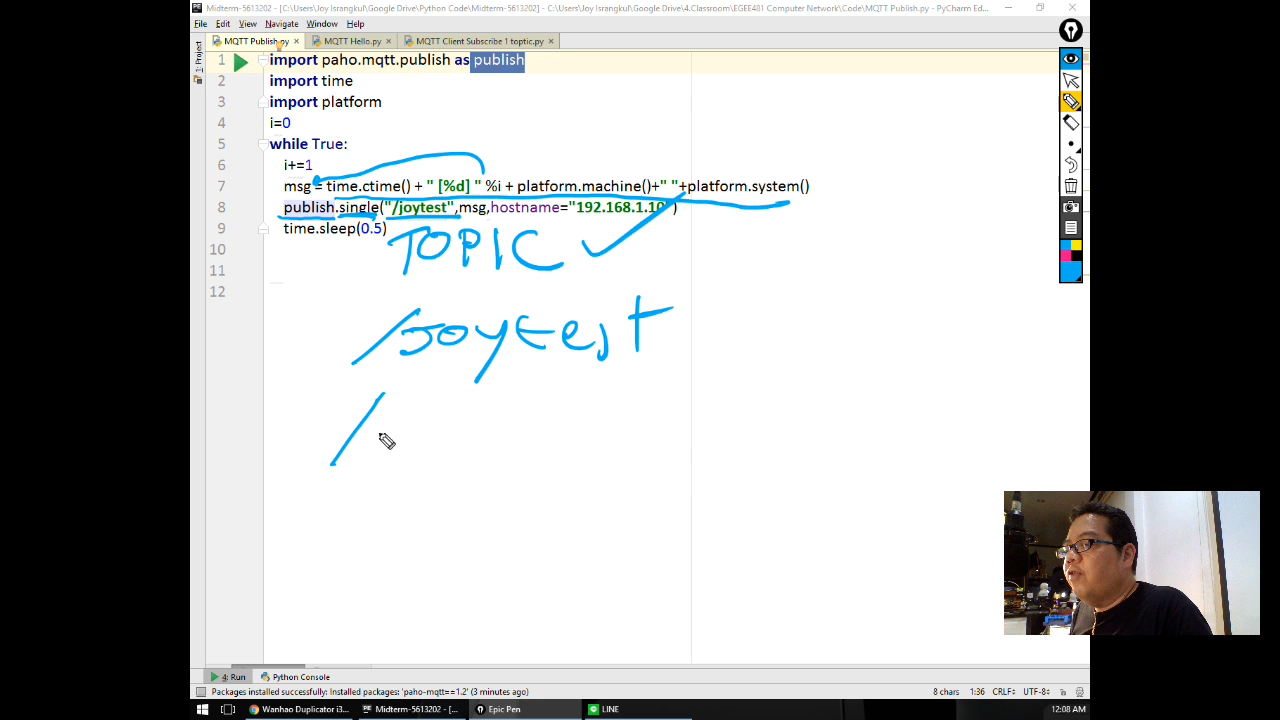 Midterm-5613202 - [C:\Users\Joy Israngkul\Google Drive\Python Code\Midterm-5613202] - C:\Users\Joy Israngkul\Google Drive\4.Classroom\EGEE481 Computer Network\Code\MQTT Publish.py - PyCharm Ed...
File Edit View Navigate Window Help
MQTT Publish.py MQTT Hello.py MQTT Client Subscribe 1 toptic.py
1: Project
1 import paho.mqtt.publish as publish
2 import time
3 import platform
4 i=0
5 while True:
6 i+=1
7 msg = time.ctime() + " [%d] " %i + platform.machine()+" "+platform.system()
8 publish.single("/joytest",msg,hostname="192.168.1.10")
9 time.sleep(0.5)
10 TOPIC
11
12
/joytest
/
4: Run Python Console
Packages installed successfully: Installed packages: 'paho-mqtt==1.2' (3 minutes ago) 8 chars 1:36 CRLF÷ UTF-8÷
Wanhao Duplicator i3... Midterm-5613202 - [... Epic Pen LINE 12:08 AM